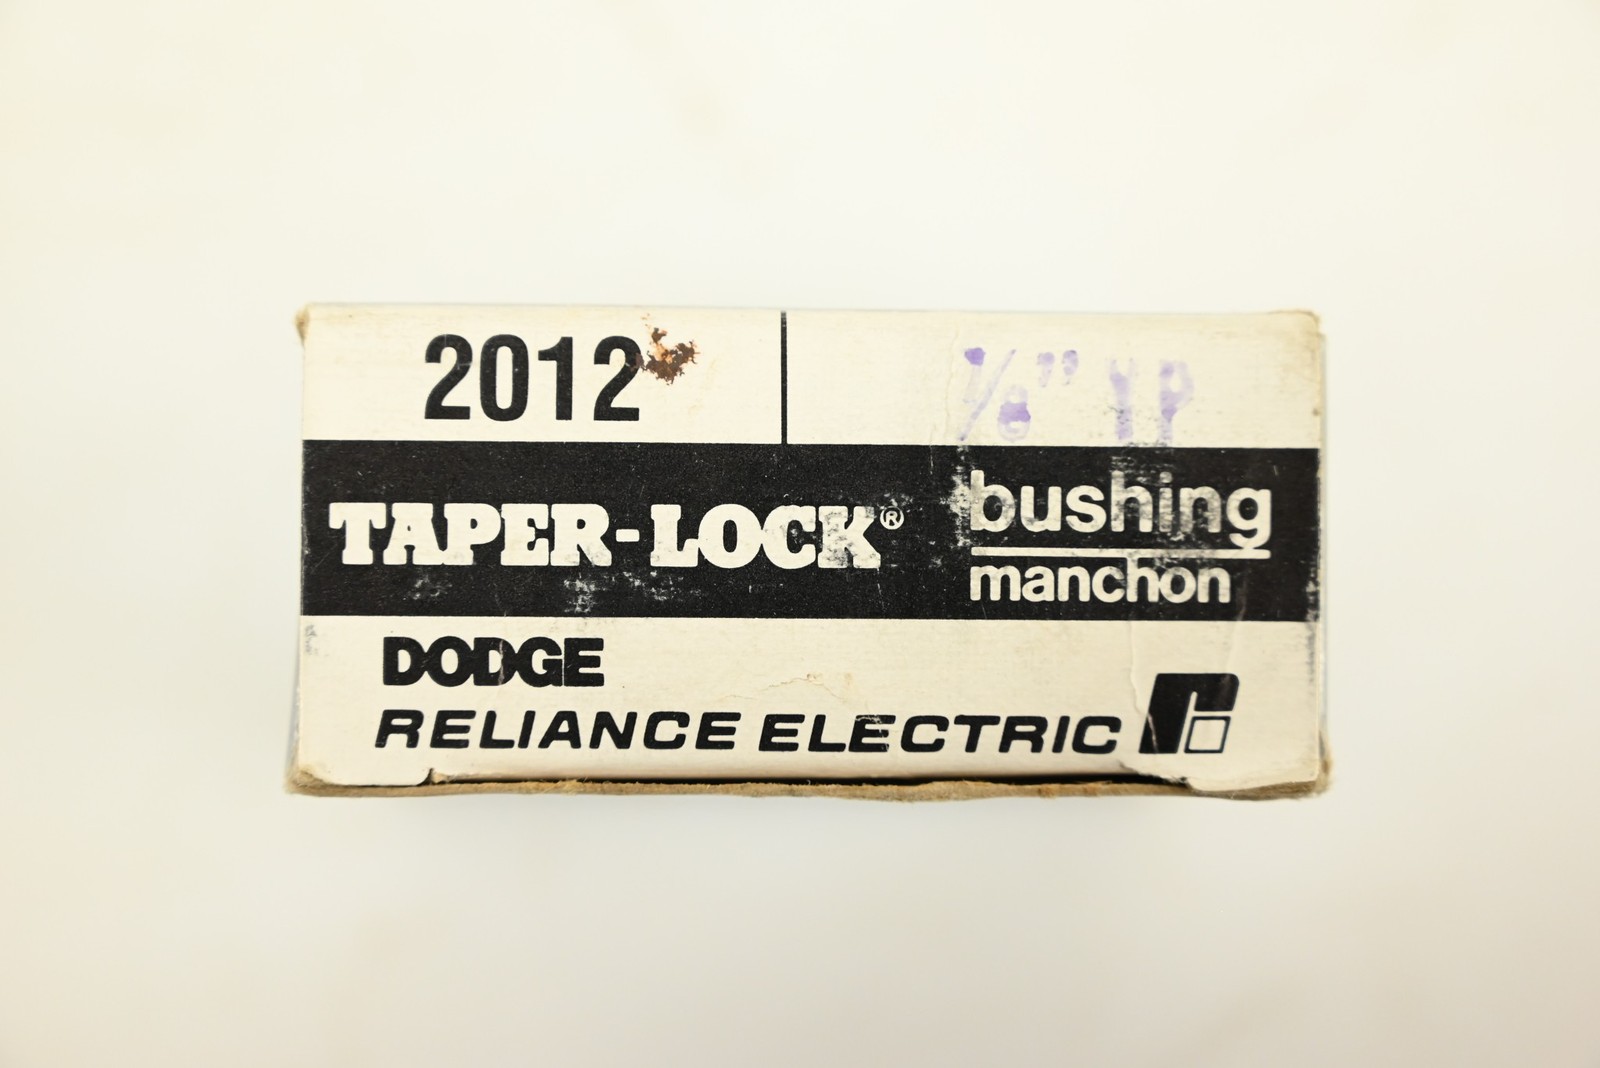 2012
TAPER-LOCK®
bushing
manchon
DODGE
RELIANCE ELECTRIC